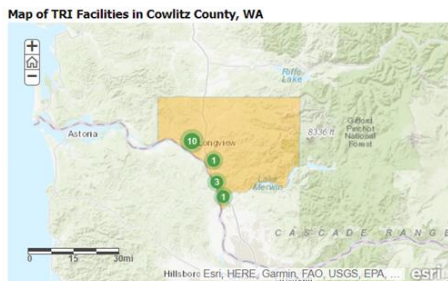 Map of TRI Facilities in Cowlitz County, WA
+
−
Riffe
Lake
Astoria
10
Longview
8336 ft
Gifford
Pinchot
National
Forest
1
3
Lake
Merwin
1
CASCADE RANGE
0 15 30mi
Hillsboro Esri, HERE, Garmin, FAO, USGS, EPA, ...
esri